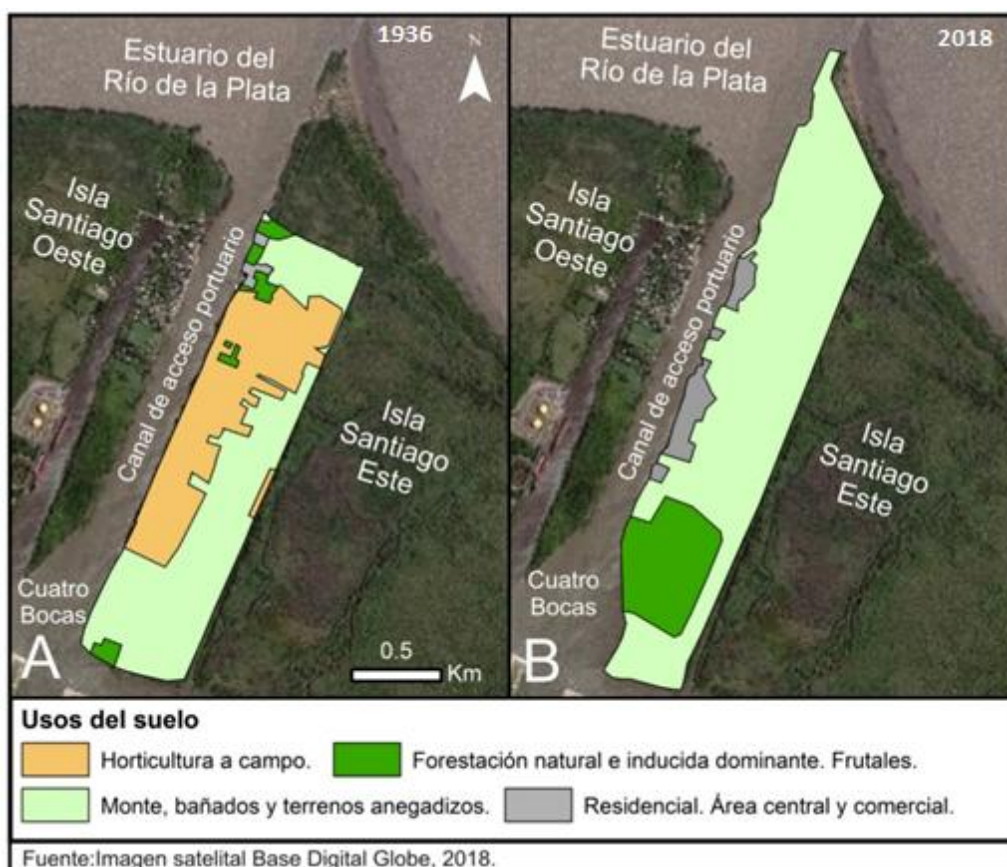 1936
N
Estuario del
Río de la Plata
Isla
Santiago
Oeste
Canal de acceso portuario
Isla
Santiago
Este
Cuatro
Bocas
A
0.5
Km
2018
Estuario del
Río de la Plata
Isla
Santiago
Oeste
Canal de acceso portuario
Isla
Santiago
Este
Cuatro
Bocas
B
Usos del suelo
Horticultura a campo.
Forestación natural e inducida dominante. Frutales.
Monte, bañados y terrenos anegadizos.
Residencial. Área central y comercial.
Fuente:Imagen satelital Base Digital Globe, 2018.